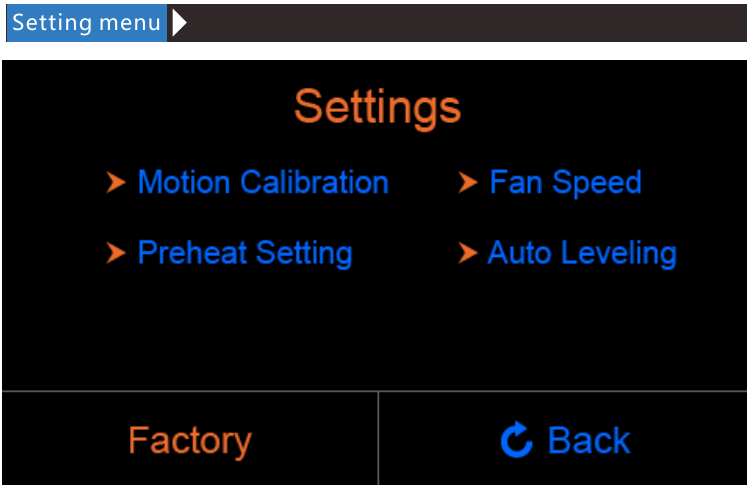 Setting menu
Settings
Motion Calibration
Fan Speed
Preheat Setting
Auto Leveling
Factory
Back